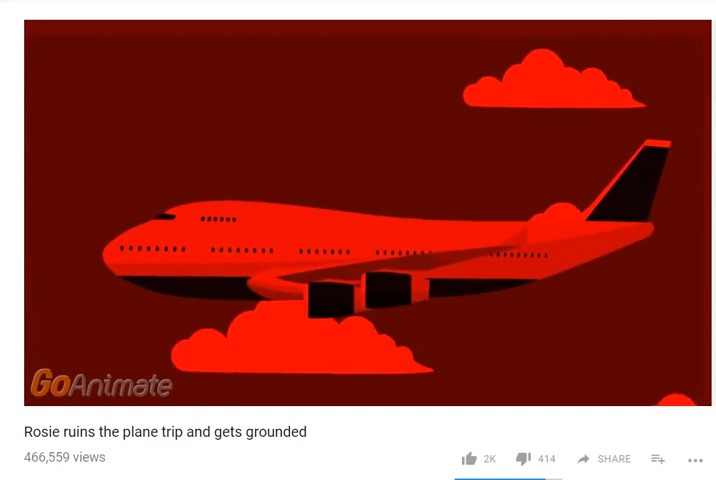 GoAnimate
Rosie ruins the plane trip and gets grounded
466,559 views
2K 414 SHARE